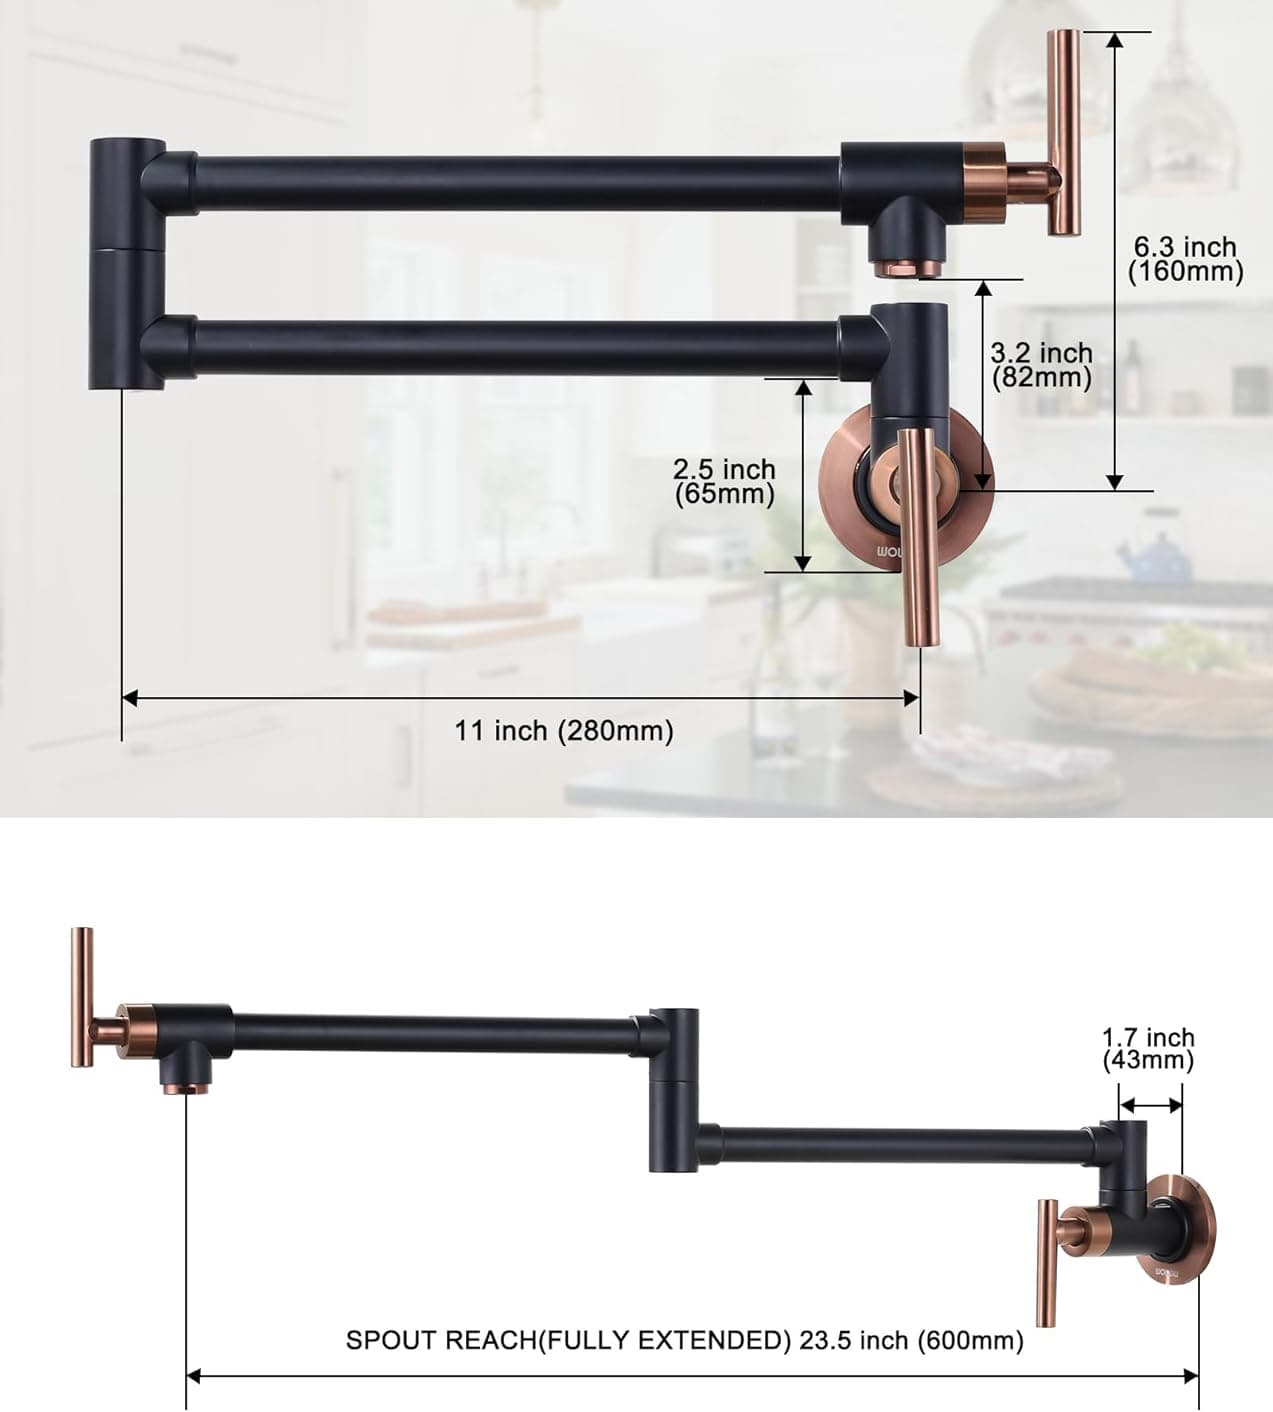 6.3 inch
(160mm)
3.2 inch
(82mm)
2.5 inch
(65mm)
11 inch (280mm)
1.7 inch
(43mm)
SPOUT REACH(FULLY EXTENDED) 23.5 inch (600mm)